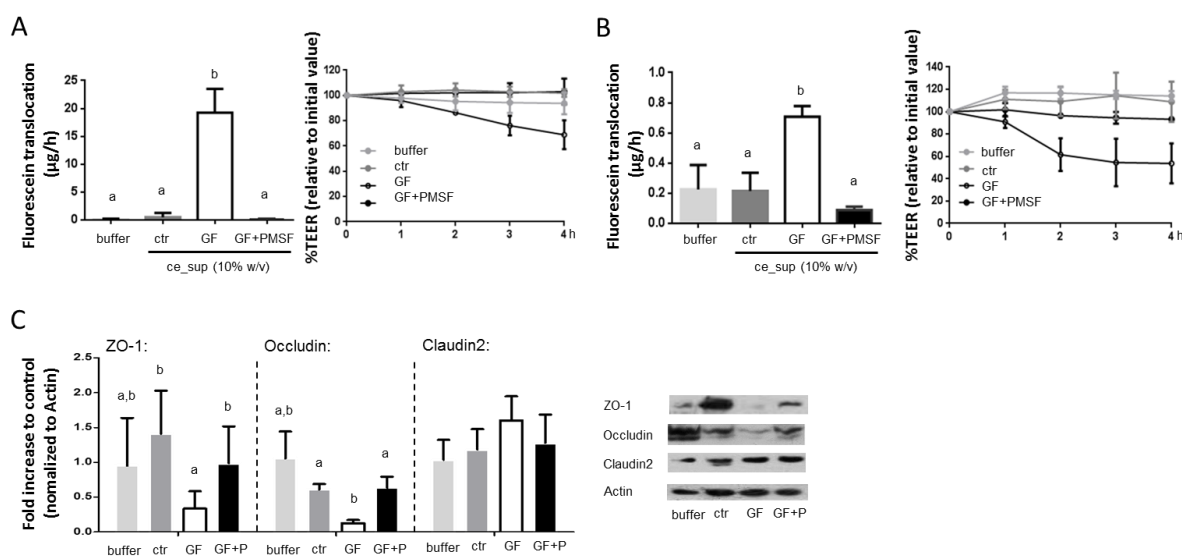 A
Fluorescein translocation
(µg/h)
25
20
15
10
5
0
a
a
b
a
buffer
ctr
GF
GF+PMSF
ce_sup (10% w/v)
%TEER (relative to initial value)
120
100
80
60
40
20
0
buffer
ctr
GF
GF+PMSF
0
1
2
3
4 h
B
Fluorescein translocation
(µg/h)
1.0
0.8
0.6
0.4
0.2
0.0
a
a
b
a
buffer
ctr
GF
GF+PMSF
ce_sup (10% w/v)
%TEER (relative to initial value)
140
120
100
80
60
40
20
0
buffer
ctr
GF
GF+PMSF
0
1
2
3
4 h
C
Fold increase to control
(nomalized to Actin)
2.5
2.0
1.5
1.0
0.5
0.0
ZO-1:
Occludin:
Claudin2:
a,b
b
a
b
a,b
a
b
a
buffer
ctr
GF
GF+P
buffer
ctr
GF
GF+P
buffer
ctr
GF
GF+P
ZO-1
Occludin
Claudin2
Actin
buffer
ctr
GF
GF+P